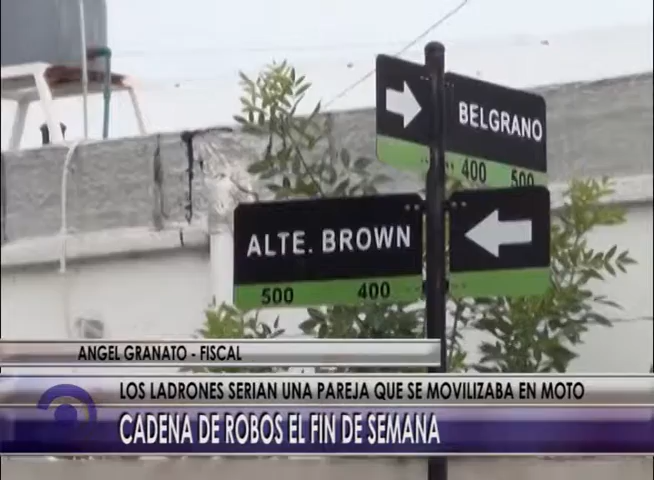 BELGRANO
400 500
ALTE. BROWN
500 400
ANGEL GRANATO - FISCAL
LOS LADRONES SERIAN UNA PAREJA QUE SE MOVILIZABA EN MOTO
CADENA DE ROBOS EL FIN DE SEMANA